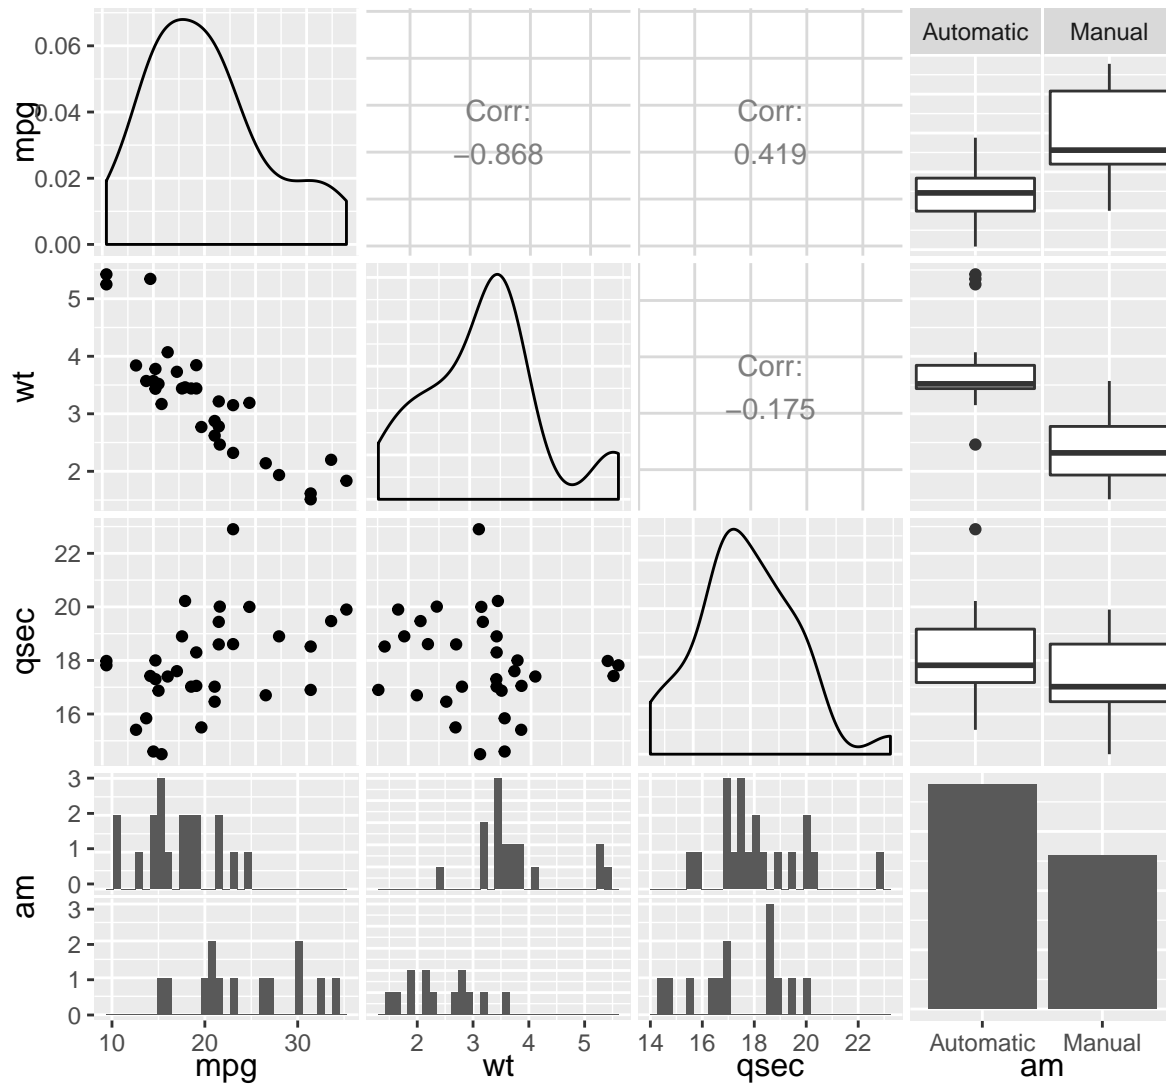 Automatic Manual
mpg
0.06
0.04
0.02
0.00
Corr:
−0.868
Corr:
0.419
wt
5
4
3
2
Corr:
−0.175
qsec
22
20
18
16
am
3
2
1
0
3
2
1
0
10 20 30 2 3 4 5 14 16 18 20 22 Automatic Manual
mpg wt qsec am